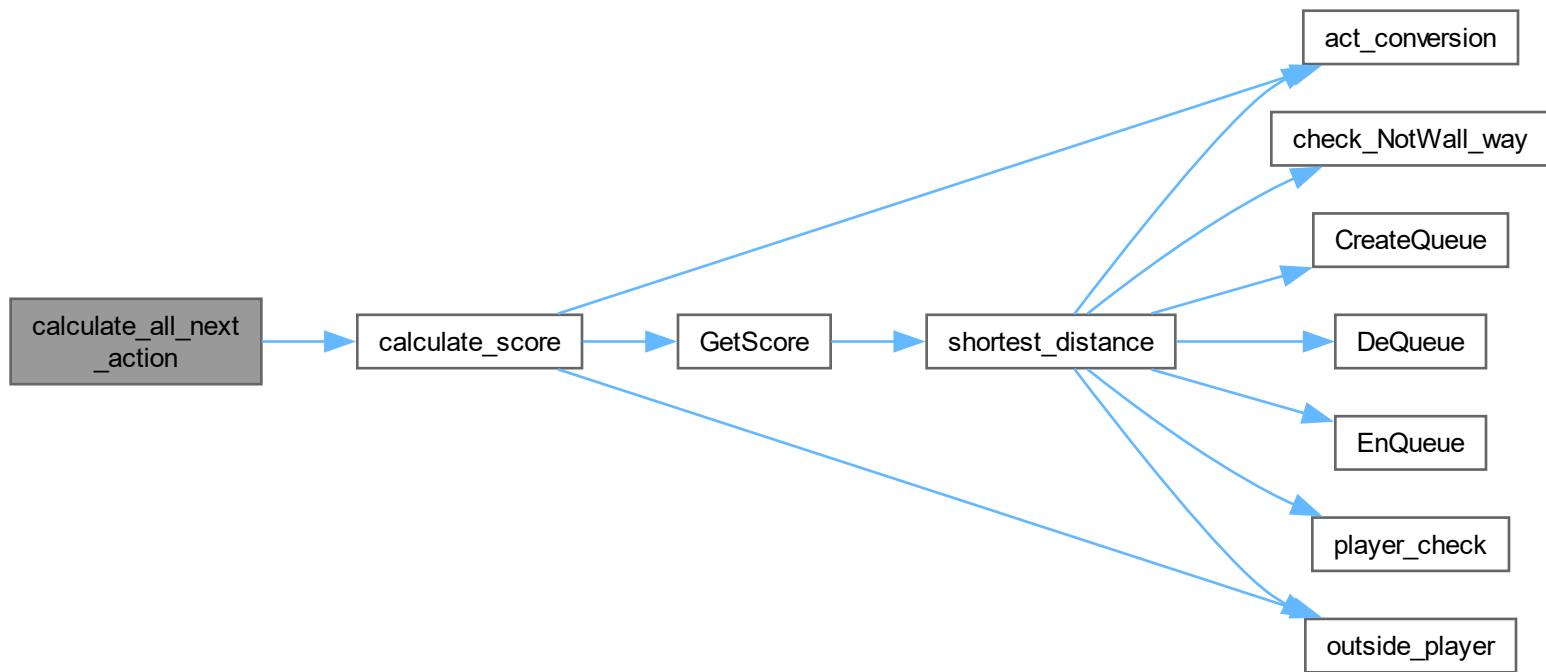 calculate_all_next
_action
calculate_score
GetScore
shortest_distance
act_conversion
check_NotWall_way
CreateQueue
DeQueue
EnQueue
player_check
outside_player